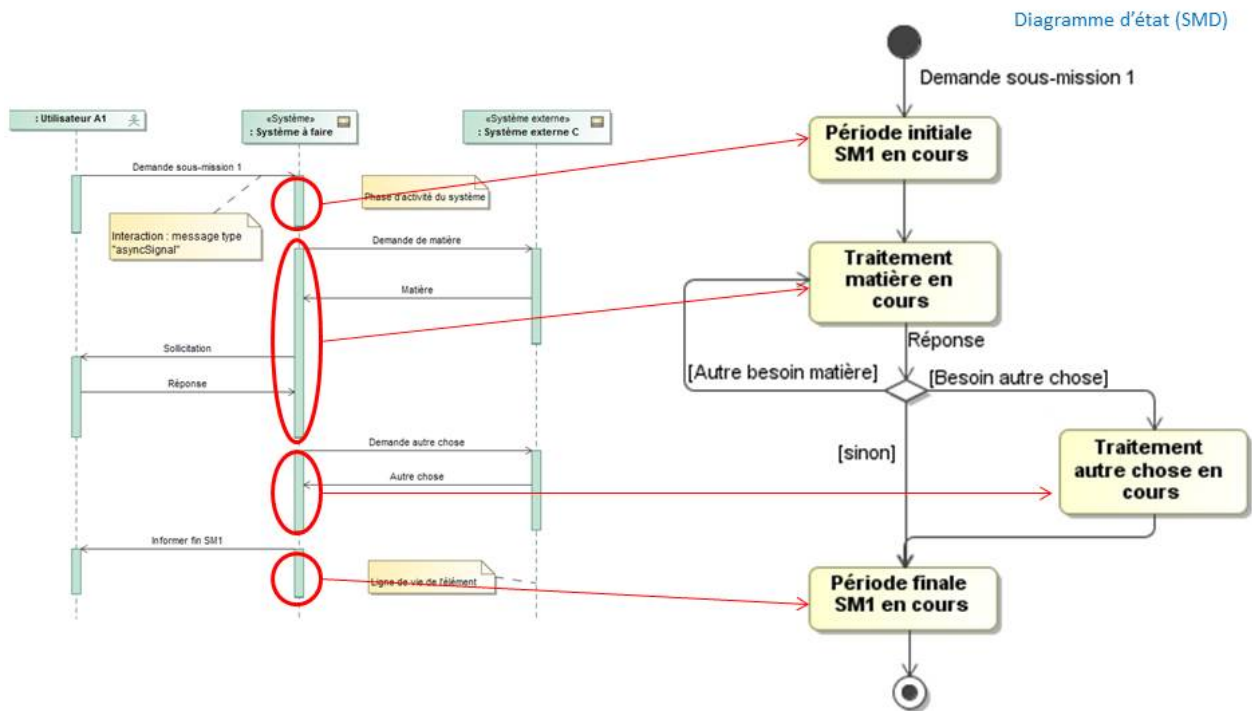 Diagramme d'état (SMD)
: Utilisateur A1
«Système»
: Système à faire
«Système externe»
: Système externe C
Demande sous-mission 1
Phase d'activité du système
Interaction : message type
"asyncSignal"
Demande de matière
Matière
Sollicitation
Réponse
Demande autre chose
Autre chose
Informer fin SM1
Ligne de vie de l'élément
Demande sous-mission 1
Période initiale
SM1 en cours
Traitement
matière en
cours
Réponse
[Autre besoin matière]
[Besoin autre chose]
[sinon]
Traitement
autre chose en
cours
Période finale
SM1 en cours